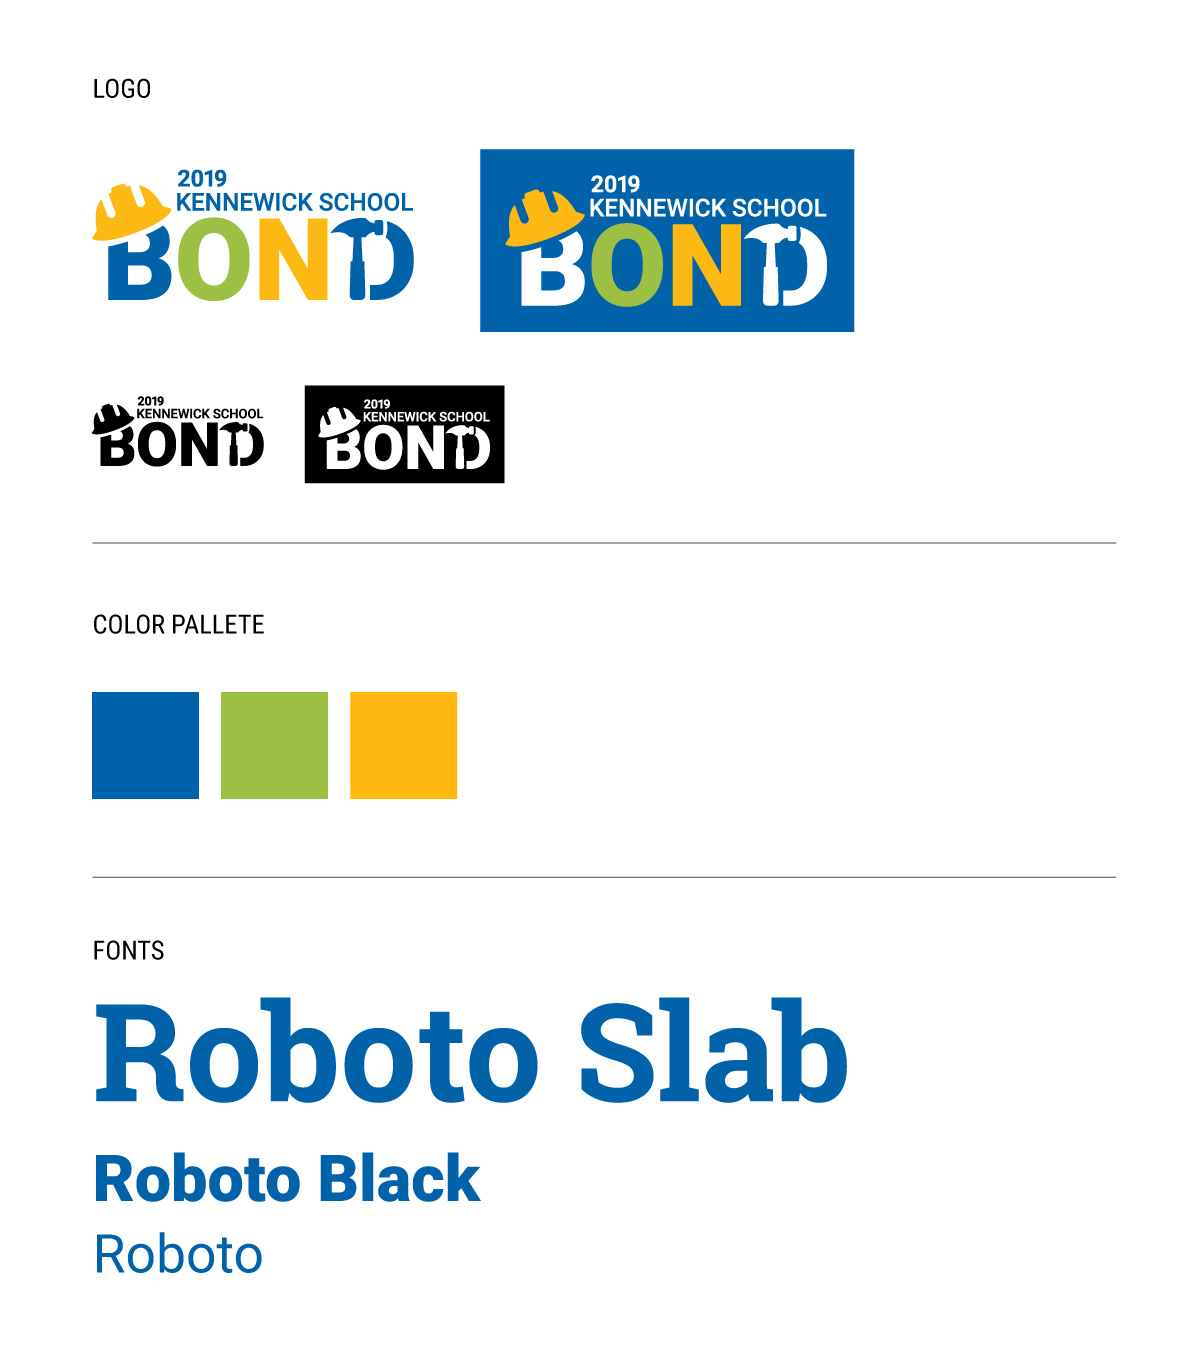 LOGO
2019
KENNEWICK SCHOOL
BOND
2019
KENNEWICK SCHOOL
BOND
2019
KENNEWICK SCHOOL
BOND
2019
KENNEWICK SCHOOL
BOND
COLOR PALLETE
FONTS
Roboto Slab
Roboto Black
Roboto